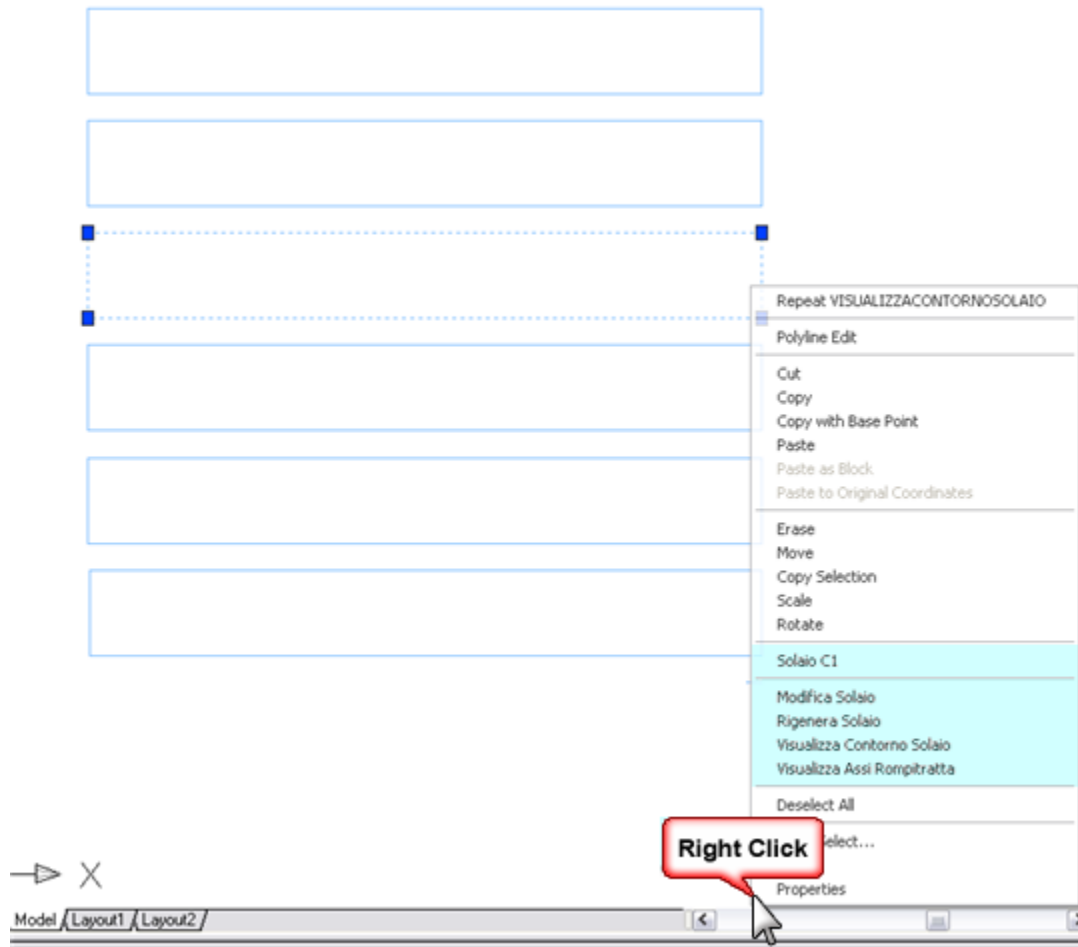 Repeat VISUALIZZACONTORNOSOLAIO
Polyline Edit
Cut
Copy
Copy with Base Point
Paste
Paste as Block
Paste to Original Coordinates
Erase
Move
Copy Selection
Scale
Rotate
Solaio C1
Modifica Solaio
Rigenera Solaio
Visualizza Contorno Solaio
Visualizza Assi Rompitratta
Deselect All
Right Click
Properties
X
Model Layout1 Layout2